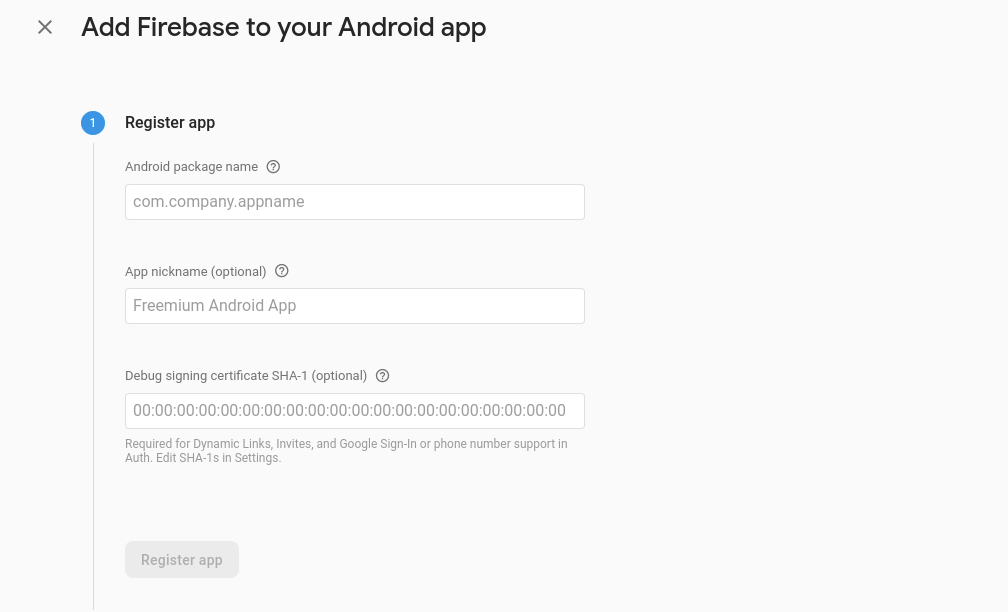 Add Firebase to your Android app
1
Register app
Android package name ?
com.company.appname
App nickname (optional) ?
Freemium Android App
Debug signing certificate SHA-1 (optional) ?
00:00:00:00:00:00:00:00:00:00:00:00:00:00:00:00:00:00:00:00
Required for Dynamic Links, Invites, and Google Sign-In or phone number support in
Auth. Edit SHA-1s in Settings.
Register app